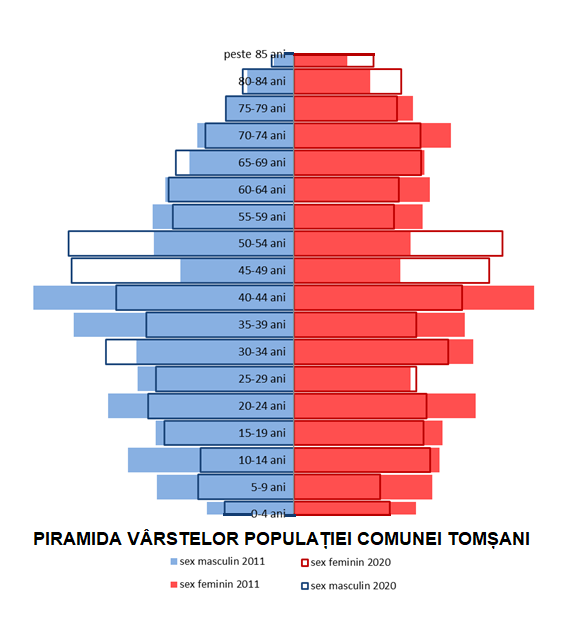 peste 85 ani
80-84 ani
75-79 ani
70-74 ani
65-69 ani
60-64 ani
55-59 ani
50-54 ani
45-49 ani
40-44 ani
35-39 ani
30-34 ani
25-29 ani
20-24 ani
15-19 ani
10-14 ani
5-9 ani
0-4 ani
PIRAMIDA VÂRSTELOR POPULAȚIEI COMUNEI TOMȘANI
sex masculin 2011 sex feminin 2020
sex feminin 2011 sex masculin 2020